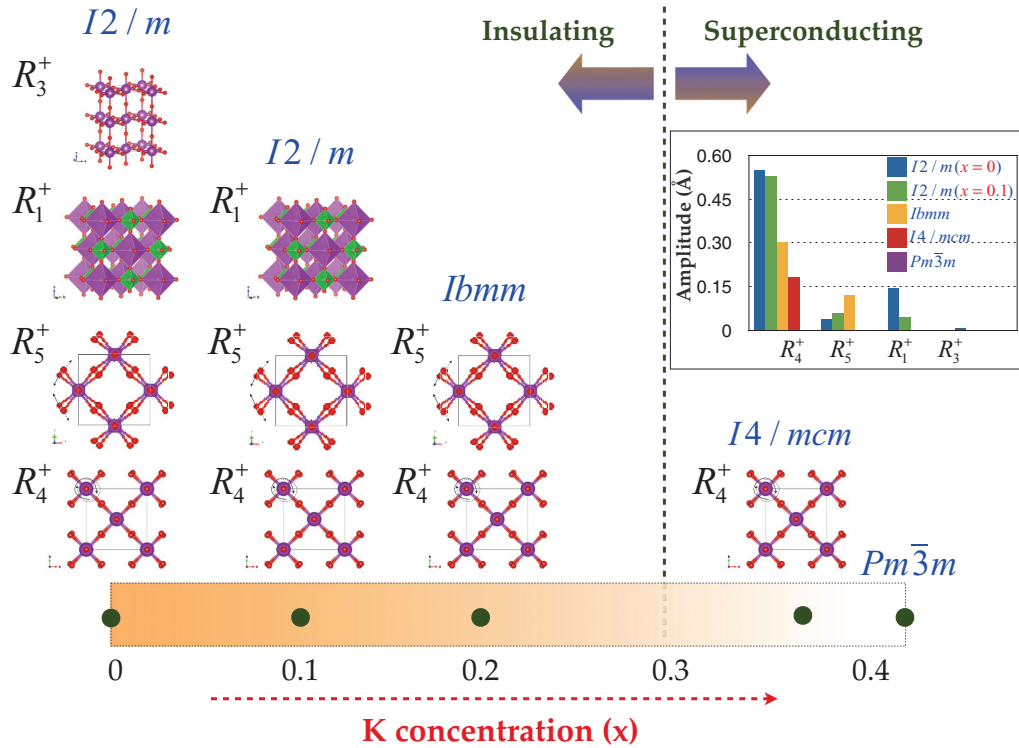 I2/m
Insulating
Superconducting
R₃⁺
I2/m
0.60
0.45
0.30
0.15
0
Amplitude (Å)
I2/m(x = 0)
I2/m(x = 0.1)
Ibmm
I4/mcm
Pm3̅m
R₄⁺ R₅⁺ R₁⁺ R₃⁺
R₁⁺ R₁⁺
Ibmm
R₅⁺ R₅⁺ R₅⁺
I4/mcm
R₄⁺ R₄⁺ R₄⁺ R₄⁺
Pm3̅m
0 0.1 0.2 0.3 0.4
K concentration (x)